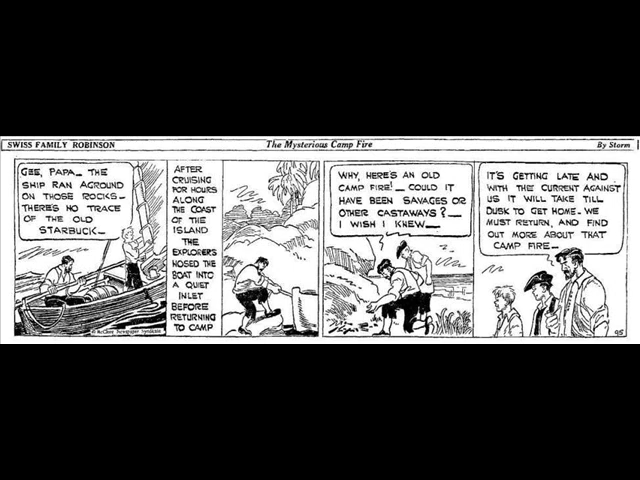 SWISS FAMILY ROBINSON
The Mysterious Camp Fire
By Storm
GEE, PAPA — THE
SHIP RAN AGROUND
ON THOSE ROCKS —
THERES NO TRACE
OF THE OLD
STARBUCK —
© McClure Newspaper Syndicate
AFTER
CRUISING
FOR HOURS
ALONG
THE COAST
OF THE
ISLAND
THE
EXPLORERS
NOSED THE
BOAT INTO
A QUIET
INLET
BEFORE
RETURNING
TO CAMP
WHY, HERE'S AN OLD
CAMP FIRE! — COULD IT
HAVE BEEN SAVAGES OR
OTHER CASTAWAYS? —
I WISH I KNEW —
IT'S GETTING LATE AND
WITH THE CURRENT AGAINST
US IT WILL TAKE TILL
DUSK TO GET HOME — WE
MUST RETURN, AND FIND
OUT MORE ABOUT THAT
CAMP FIRE —
95